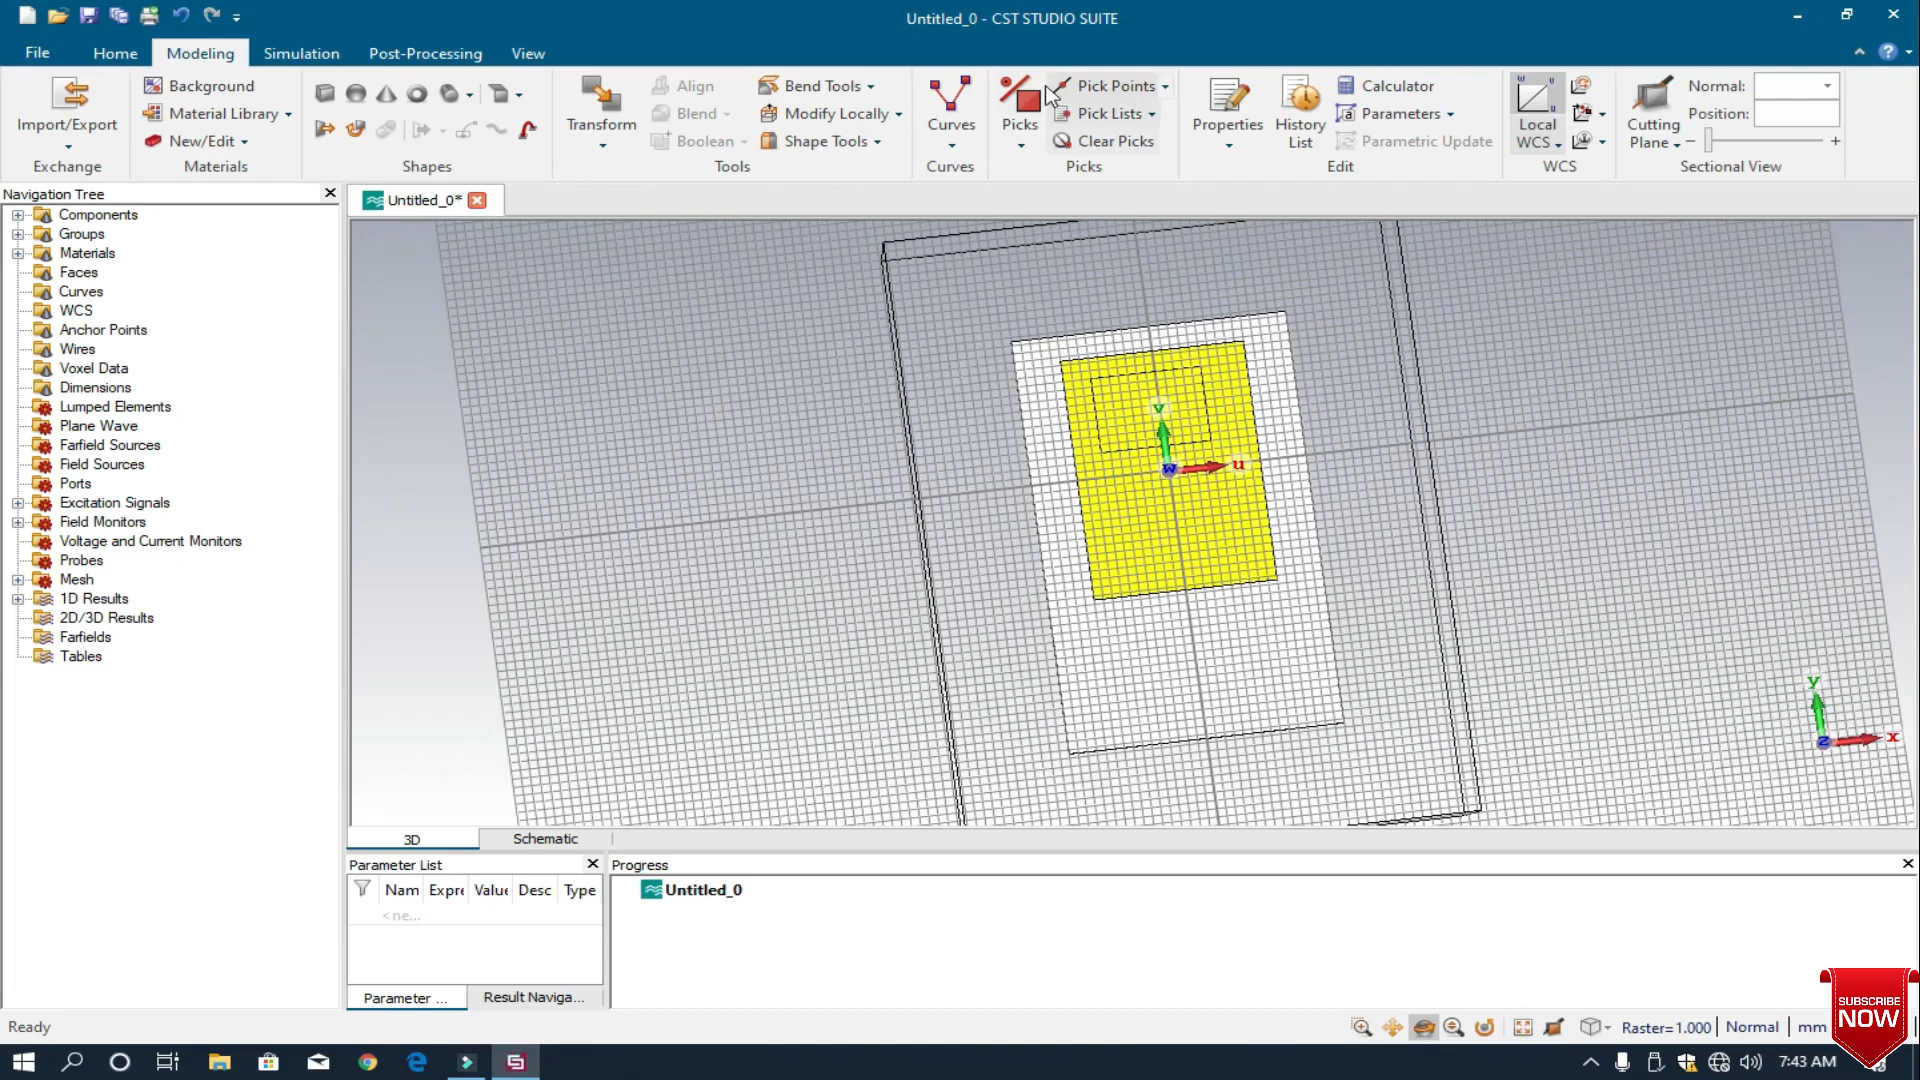 Untitled_0 - CST STUDIO SUITE
File Home Modeling Simulation Post-Processing View
Import/Export
Exchange
Background
Material Library
New/Edit
Materials
Shapes
Transform
Align
Blend
Boolean
Bend Tools
Modify Locally
Shape Tools
Tools
Curves
Curves
Picks
Pick Points
Pick Lists
Clear Picks
Picks
Properties
History
List
Calculator
Parameters
Parametric Update
Edit
Local
WCS
WCS
Cutting
Plane
Normal:
Position:
Sectional View
Navigation Tree
Components
Groups
Materials
Faces
Curves
WCS
Anchor Points
Wires
Voxel Data
Dimensions
Lumped Elements
Plane Wave
Farfield Sources
Field Sources
Ports
Excitation Signals
Field Monitors
Voltage and Current Monitors
Probes
Mesh
1D Results
2D/3D Results
Farfields
Tables
Untitled_0*
v
w
u
y
z
x
3D Schematic
Parameter List
Nam Expre Value Desc Type
<ne...
Parameter ... Result Naviga...
Progress
Untitled_0
Ready
Raster=1.000 Normal mm
SUBSCRIBE
NOW
7:43 AM